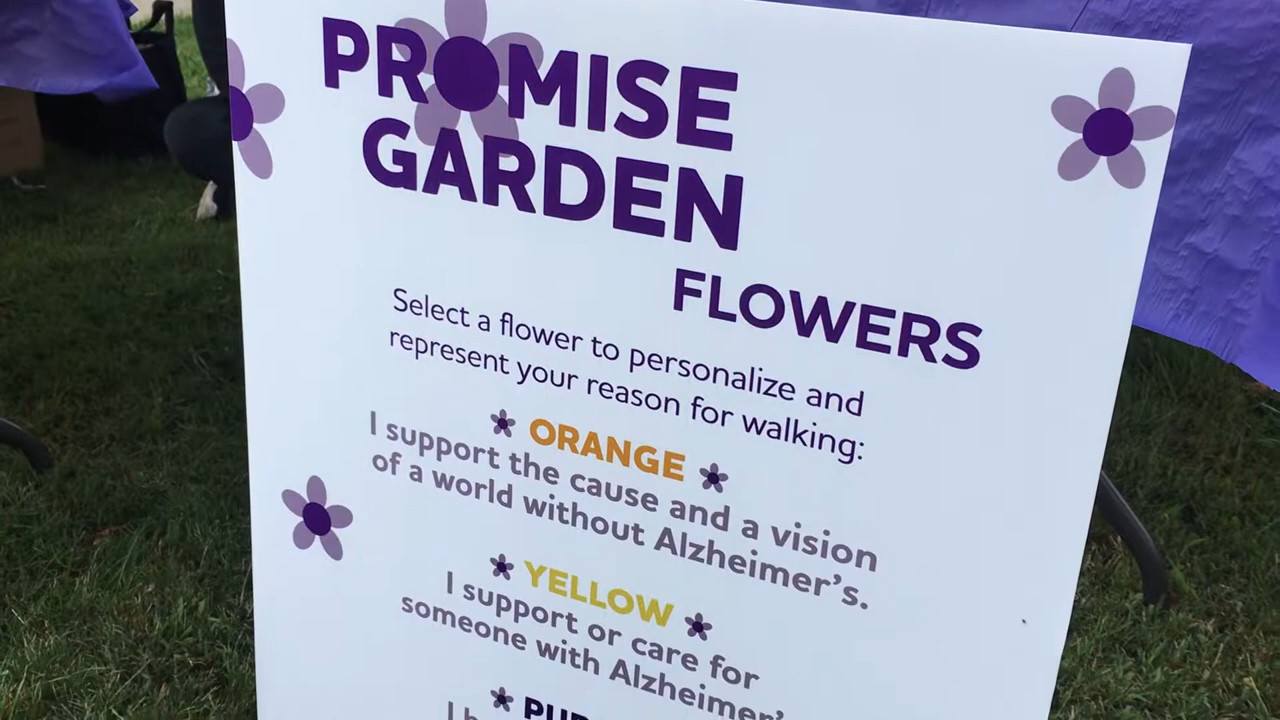 PROMISE
GARDEN
FLOWERS
Select a flower to personalize and
represent your reason for walking:
ORANGE
I support the cause and a vision
of a world without Alzheimer's.
YELLOW
I support or care for
someone with Alzheimer'
I